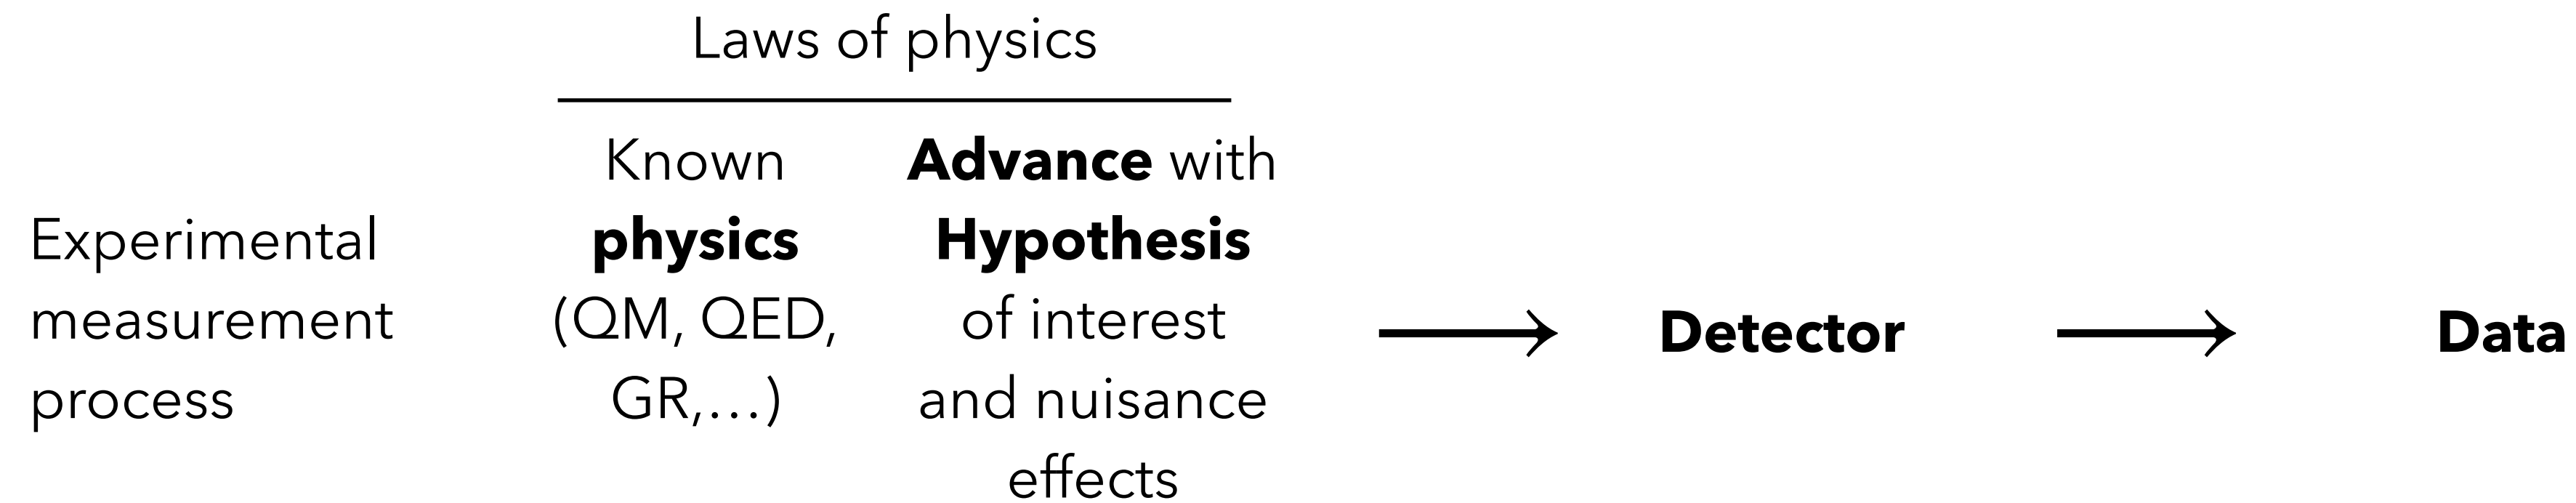 Laws of physics
Experimental
measurement
process
Known
physics
(QM, QED,
GR,...)
Advance with
Hypothesis
of interest
and nuisance
effects
Detector
Data